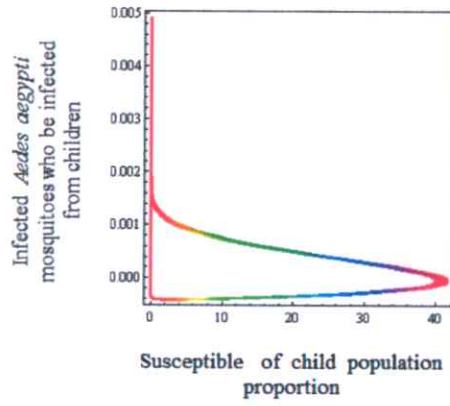 Infected Aedes aegypti
mosquitoes who be infected
from children
0.005
0.004
0.003
0.002
0.001
0.000
0
10
20
30
40
Susceptible of child population
proportion